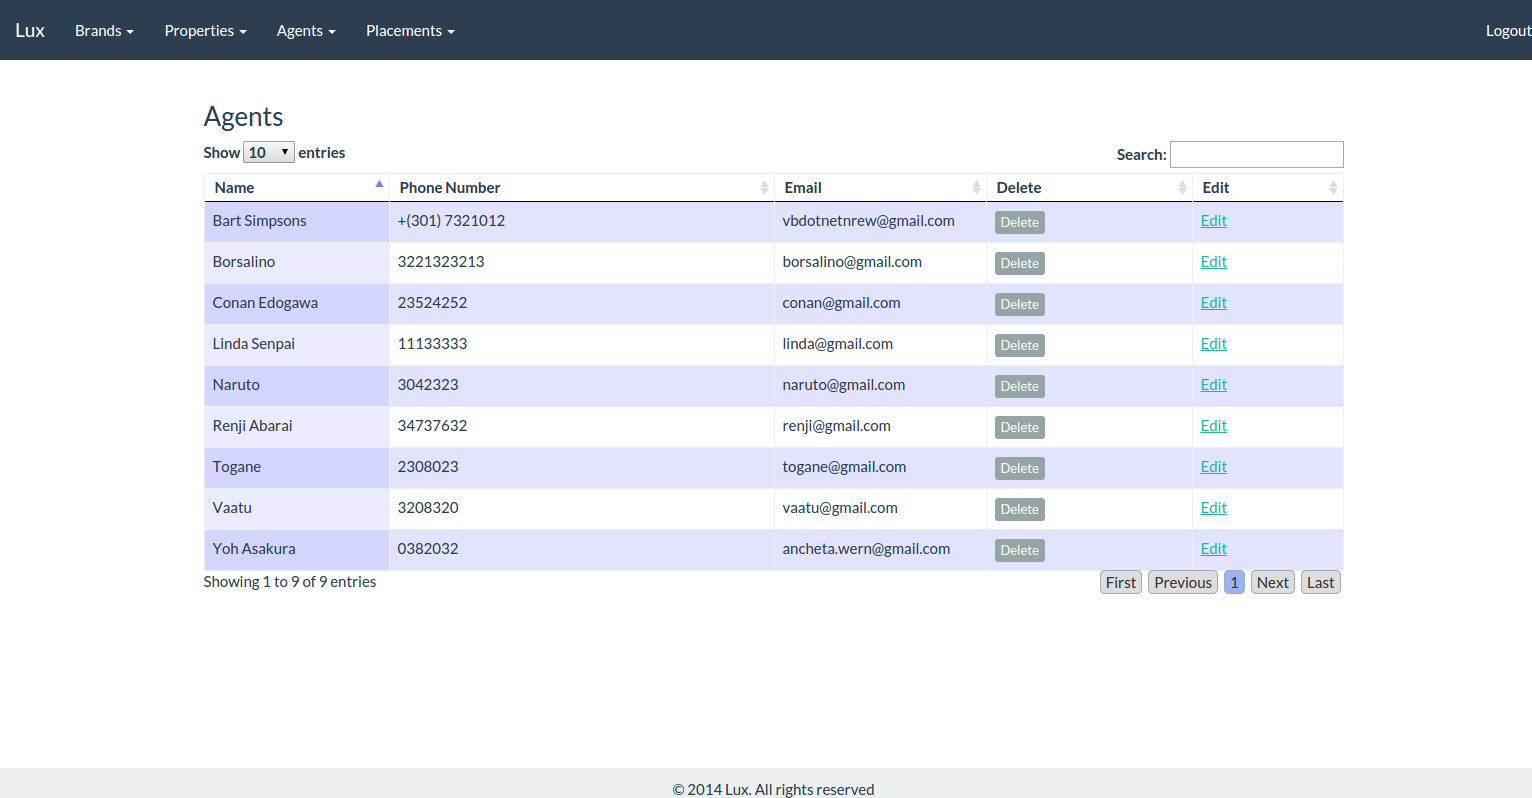 Lux Brands Properties Agents Placements Logout
Agents
Show 10 entries Search:
Name Phone Number Email Delete Edit
Bart Simpsons +(301) 7321012 vbdotnetnrew@gmail.com Delete Edit
Borsalino 3221323213 borsalino@gmail.com Delete Edit
Conan Edogawa 23524252 conan@gmail.com Delete Edit
Linda Senpai 11133333 linda@gmail.com Delete Edit
Naruto 3042323 naruto@gmail.com Delete Edit
Renji Abarai 34737632 renji@gmail.com Delete Edit
Togane 2308023 togane@gmail.com Delete Edit
Vaatu 3208320 vaatu@gmail.com Delete Edit
Yoh Asakura 0382032 ancheta.wern@gmail.com Delete Edit
Showing 1 to 9 of 9 entries First Previous 1 Next Last
© 2014 Lux. All rights reserved